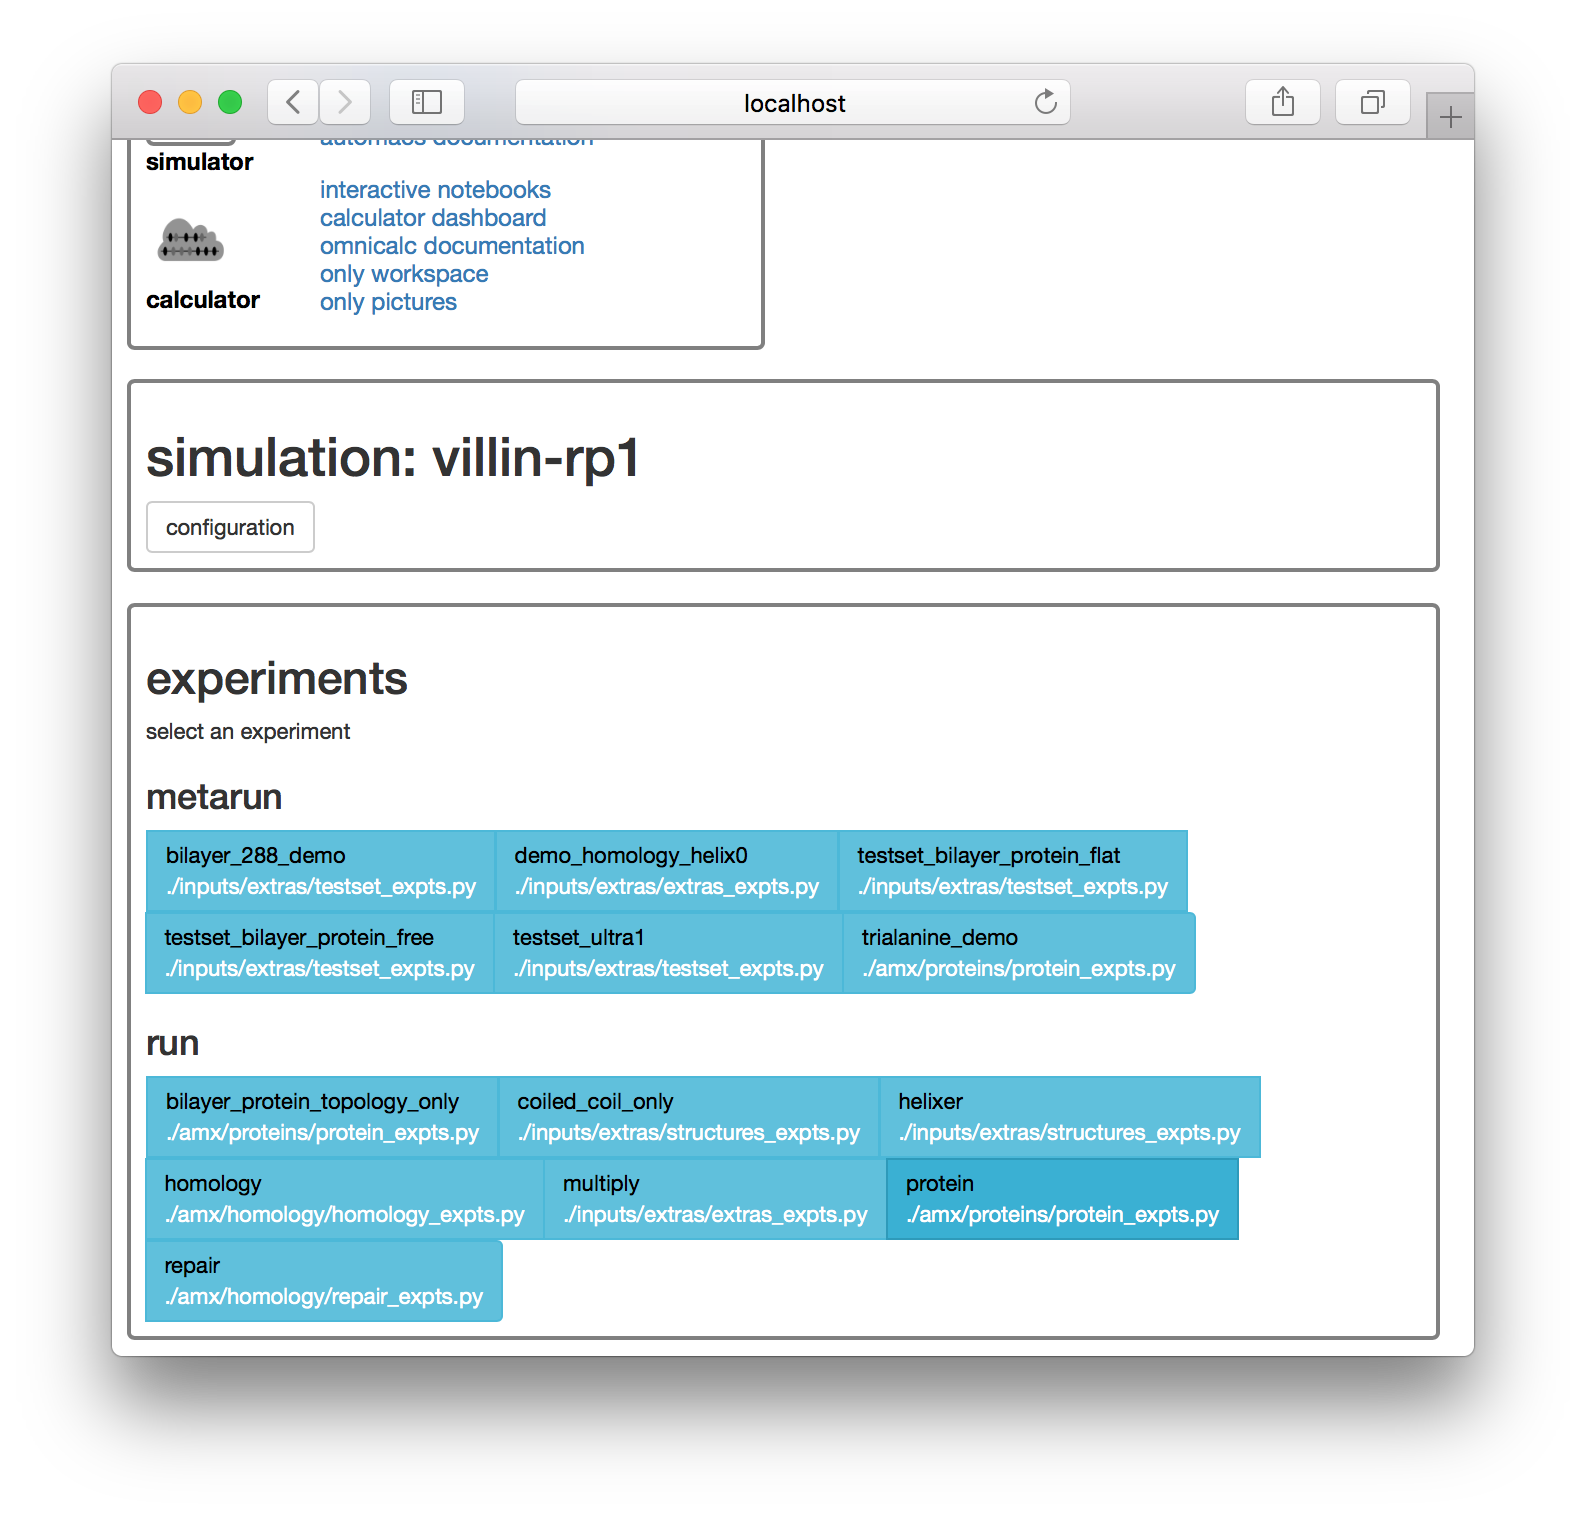 localhost
simulator
automacs documentation
interactive notebooks
calculator dashboard
omnicalc documentation
only workspace
calculator
only pictures
simulation: villin-rp1
configuration
experiments
select an experiment
metarun
bilayer_288_demo
./inputs/extras/testset_expts.py
demo_homology_helix0
./inputs/extras/extras_expts.py
testset_bilayer_protein_flat
./inputs/extras/testset_expts.py
testset_bilayer_protein_free
./inputs/extras/testset_expts.py
testset_ultra1
./inputs/extras/testset_expts.py
trialanine_demo
./amx/proteins/protein_expts.py
run
bilayer_protein_topology_only
./amx/proteins/protein_expts.py
coiled_coil_only
./inputs/extras/structures_expts.py
helixer
./inputs/extras/structures_expts.py
homology
./amx/homology/homology_expts.py
multiply
./inputs/extras/extras_expts.py
protein
./amx/proteins/protein_expts.py
repair
./amx/homology/repair_expts.py